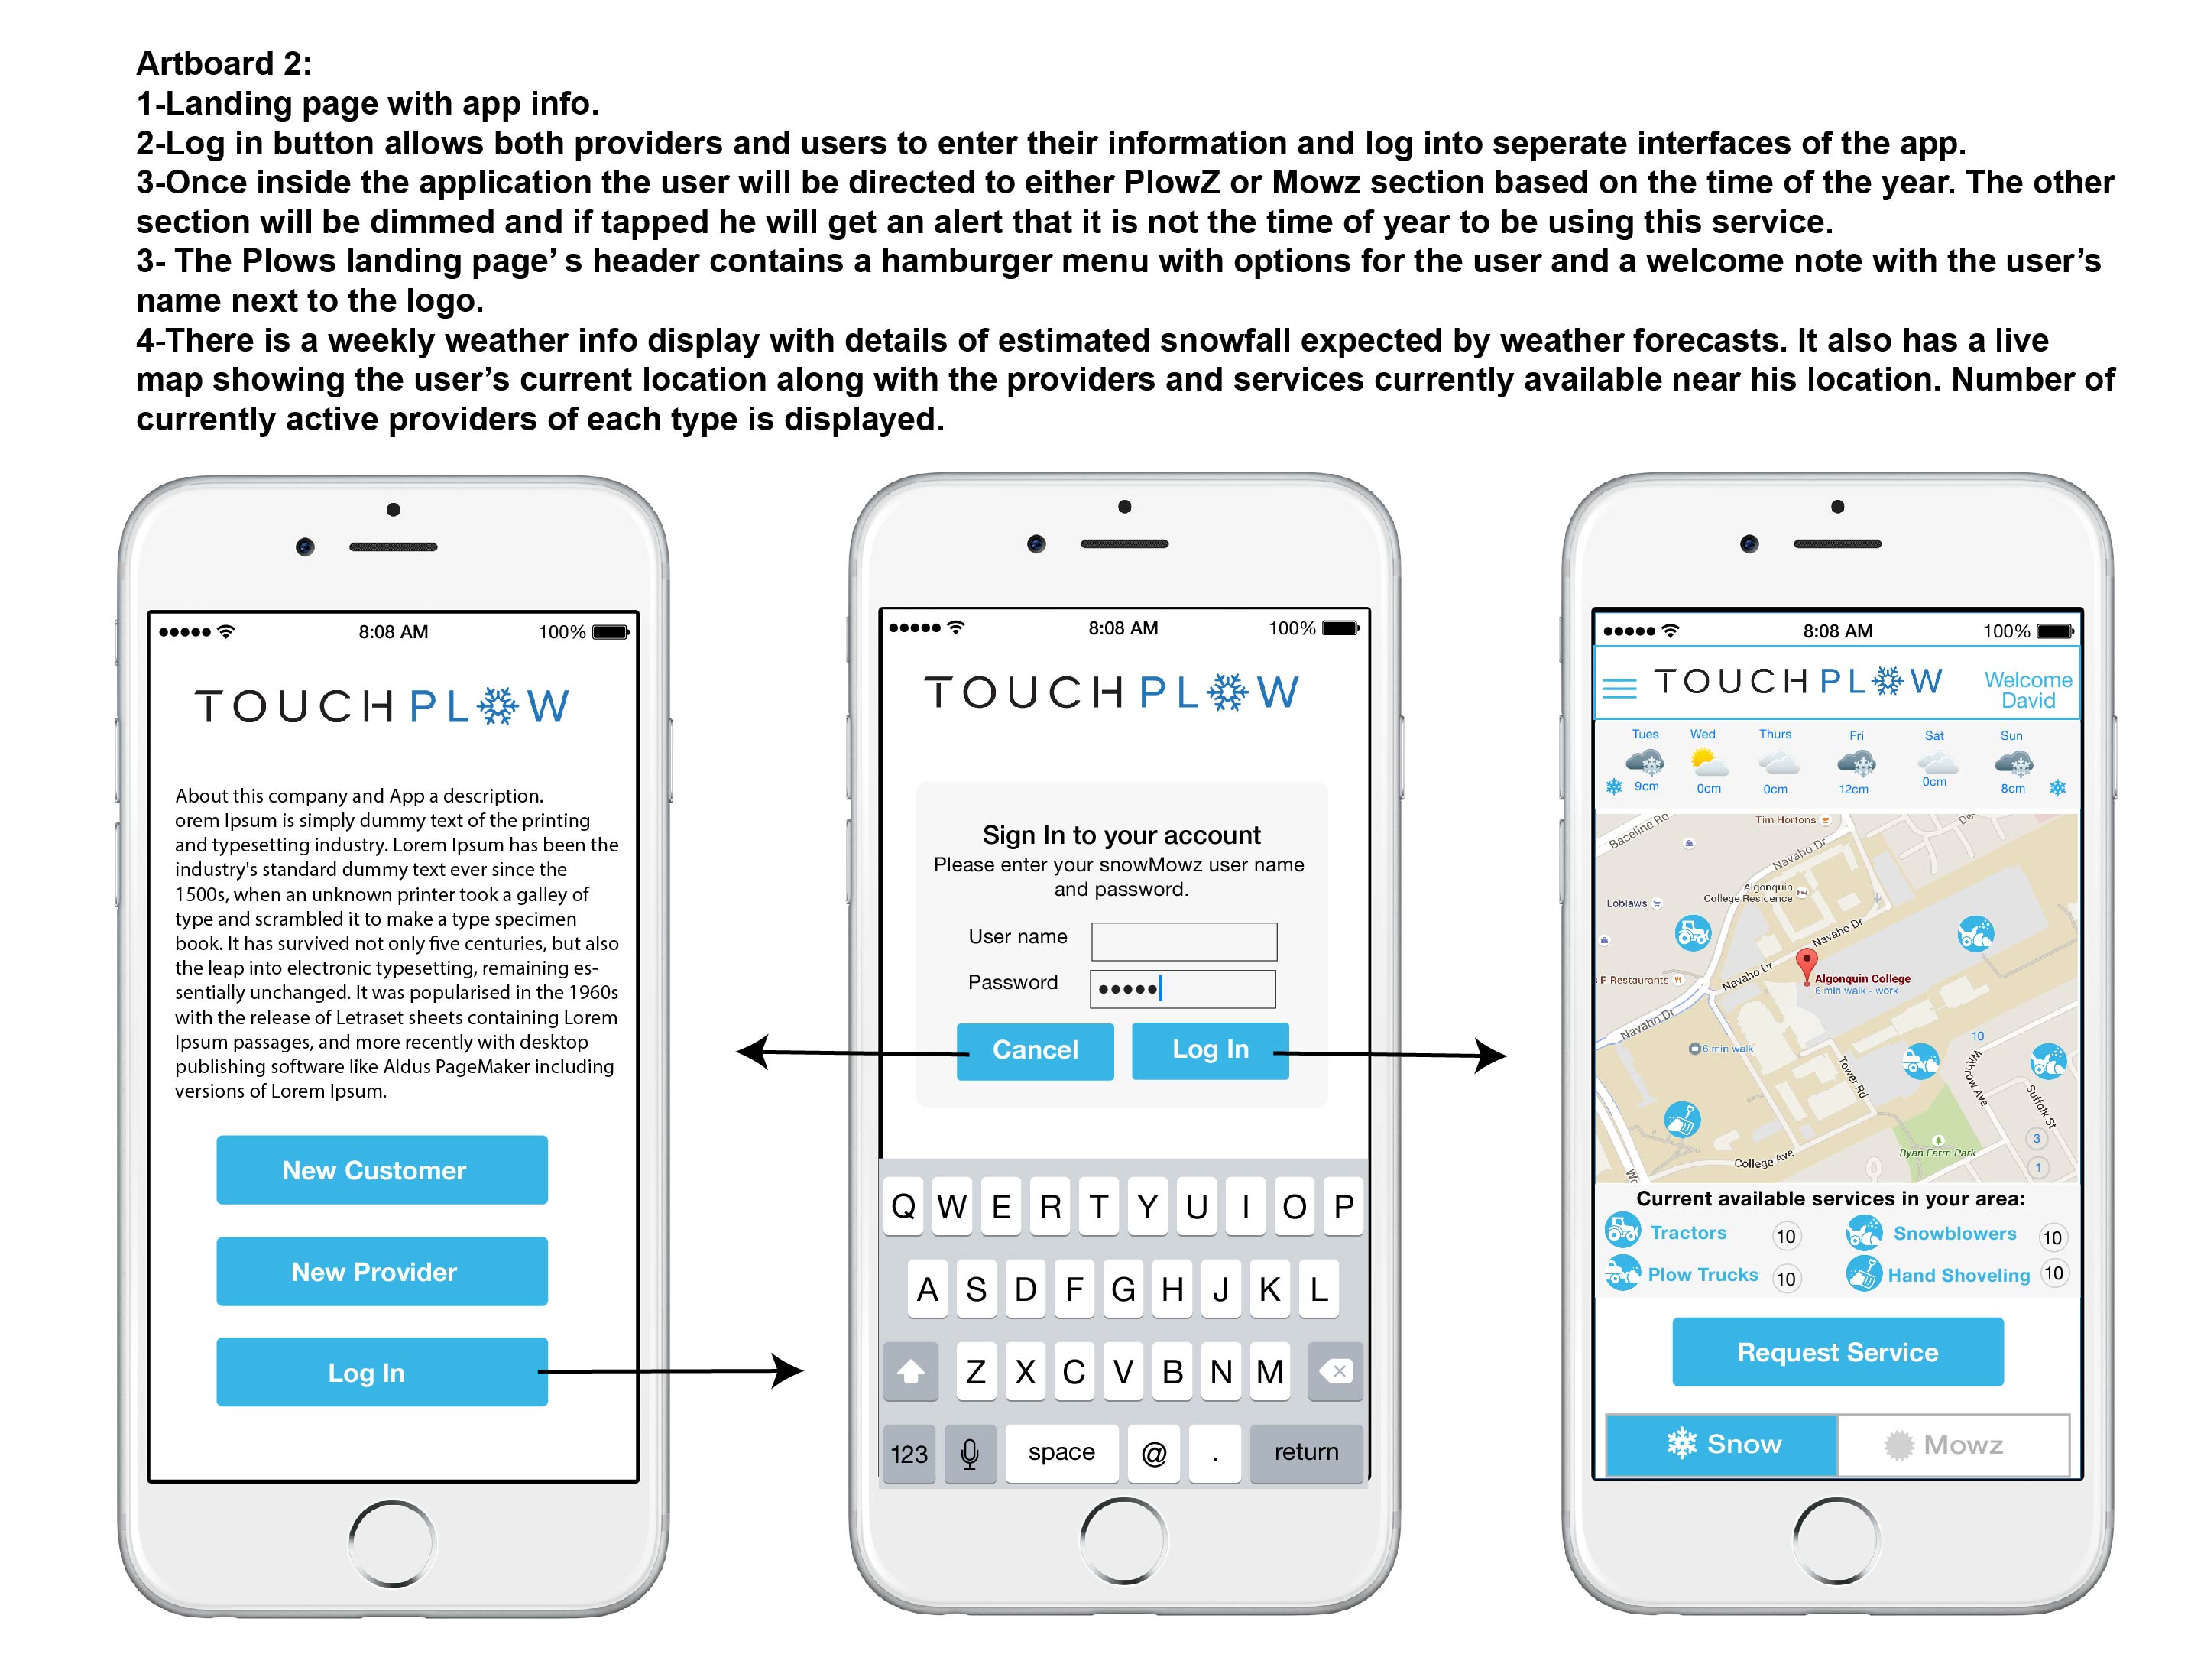 Artboard 2:
1-Landing page with app info.
2-Log in button allows both providers and users to enter their information and log into seperate interfaces of the app.
3-Once inside the application the user will be directed to either PlowZ or Mowz section based on the time of the year. The other
section will be dimmed and if tapped he will get an alert that it is not the time of year to be using this service.
3- The Plows landing page’ s header contains a hamburger menu with options for the user and a welcome note with the user’s
name next to the logo.
4-There is a weekly weather info display with details of estimated snowfall expected by weather forecasts. It also has a live
map showing the user’s current location along with the providers and services currently available near his location. Number of
currently active providers of each type is displayed.
8:08 AM 100%
TOUCHPLOW
About this company and App a description.
orem Ipsum is simply dummy text of the printing
and typesetting industry. Lorem Ipsum has been the
industry's standard dummy text ever since the
1500s, when an unknown printer took a galley of
type and scrambled it to make a type specimen
book. It has survived not only five centuries, but also
the leap into electronic typesetting, remaining es-
sentially unchanged. It was popularised in the 1960s
with the release of Letraset sheets containing Lorem
Ipsum passages, and more recently with desktop
publishing software like Aldus PageMaker including
versions of Lorem Ipsum.
New Customer
New Provider
Log In
8:08 AM 100%
TOUCHPLOW
Sign In to your account
Please enter your snowMowz user name
and password.
User name
Password
Cancel Log In
Q W E R T Y U I O P
A S D F G H J K L
Z X C V B N M
123 space @ . return
8:08 AM 100%
TOUCHPLOW
Welcome
David
Tues Wed Thurs Fri Sat Sun
9cm 0cm 0cm 12cm 0cm 8cm
Tim Hortons
Baseline Rd
Navaho Dr
Algonquin
College Residence
Loblaws
Navaho Dr
R Restaurants
Navaho Dr
Algonquin College
6 min walk - work
Navaho Dr
10
6 min walk
Tower Rd
Withrow Ave
Suffolk St
3
Ryan Farm Park
College Ave
1
Current available services in your area:
Tractors 10 Snowblowers 10
Plow Trucks 10 Hand Shoveling 10
Request Service
Snow Mowz